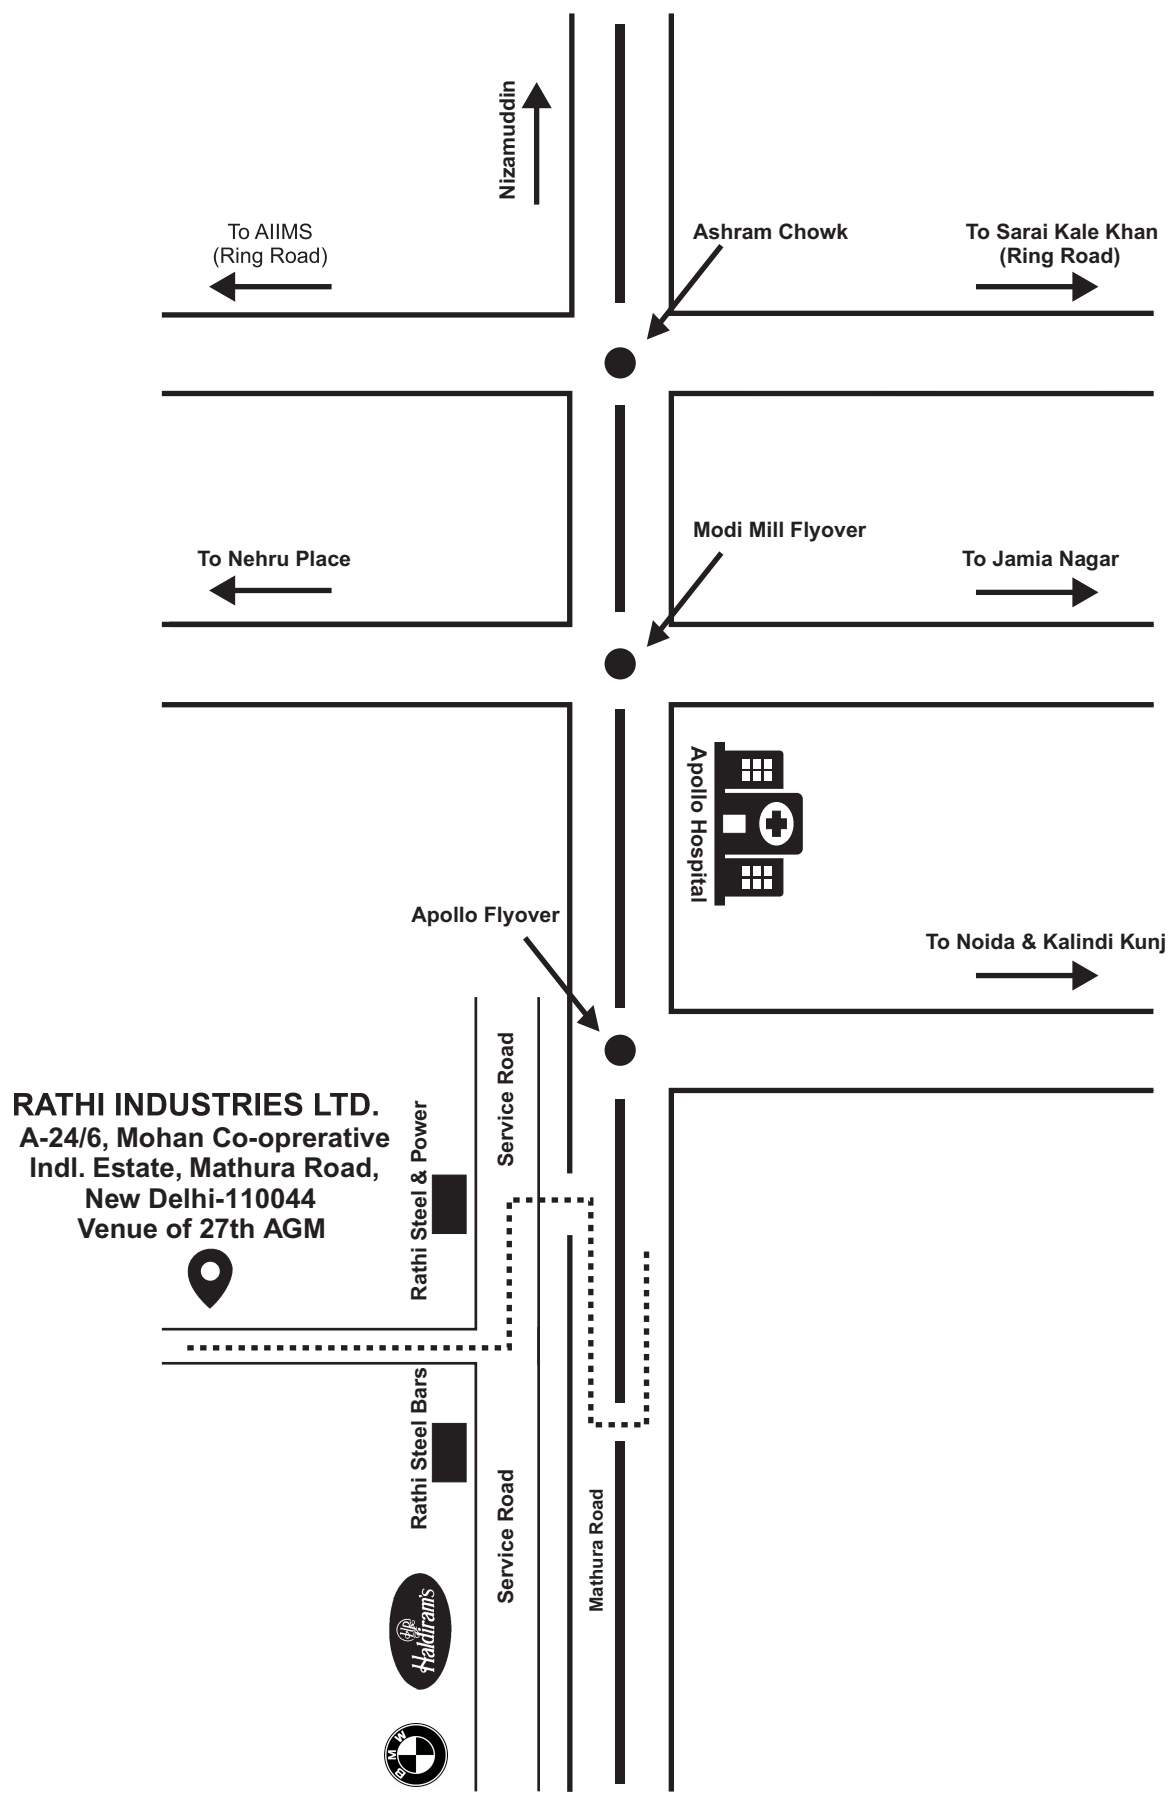 Nizamuddin
To AIIMS
(Ring Road)
Ashram Chowk
To Sarai Kale Khan
(Ring Road)
Modi Mill Flyover
To Nehru Place
To Jamia Nagar
Apollo Hospital
Apollo Flyover
To Noida & Kalindi Kunj
Service Road
RATHI INDUSTRIES LTD.
A-24/6, Mohan Co-oprerative
Indl. Estate, Mathura Road,
New Delhi-110044
Venue of 27th AGM
Rathi Steel & Power
Rathi Steel Bars
Service Road
Mathura Road
HR
Haldiram's
BMW